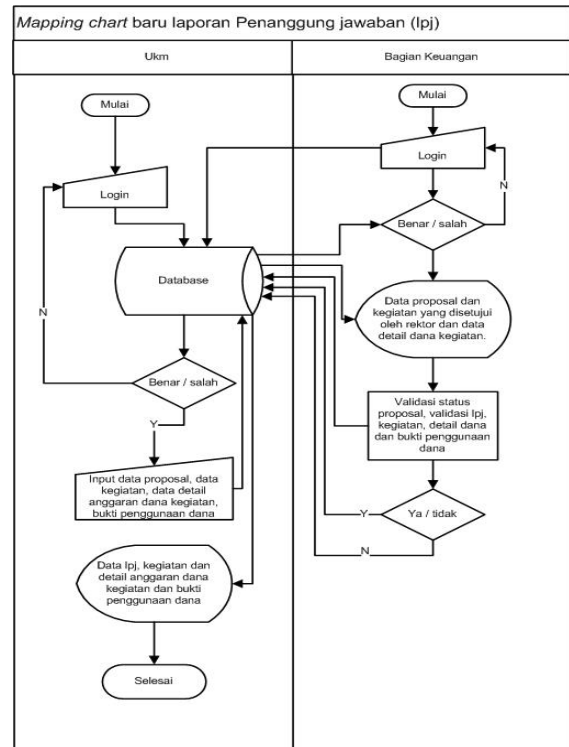 Mapping chart baru laporan Penanggung jawaban (lpj)
Ukm
Bagian Keuangan
Mulai
Login
Database
N
Benar / salah
Y
Input data proposal, data
kegiatan, data detail
anggaran dana kegiatan,
bukti penggunaan dana
Data lpj, kegiatan dan
detail anggaran dana
kegiatan dan bukti
penggunaan dana
Selesai
Mulai
Login
N
Benar / salah
Data proposal dan
kegiatan yang disetujui
oleh rektor dan data
detail dana kegiatan.
Validasi status
proposal, validasi lpj,
kegiatan, detail dana
dan bukti penggunaan
dana
Ya / tidak
Y
N